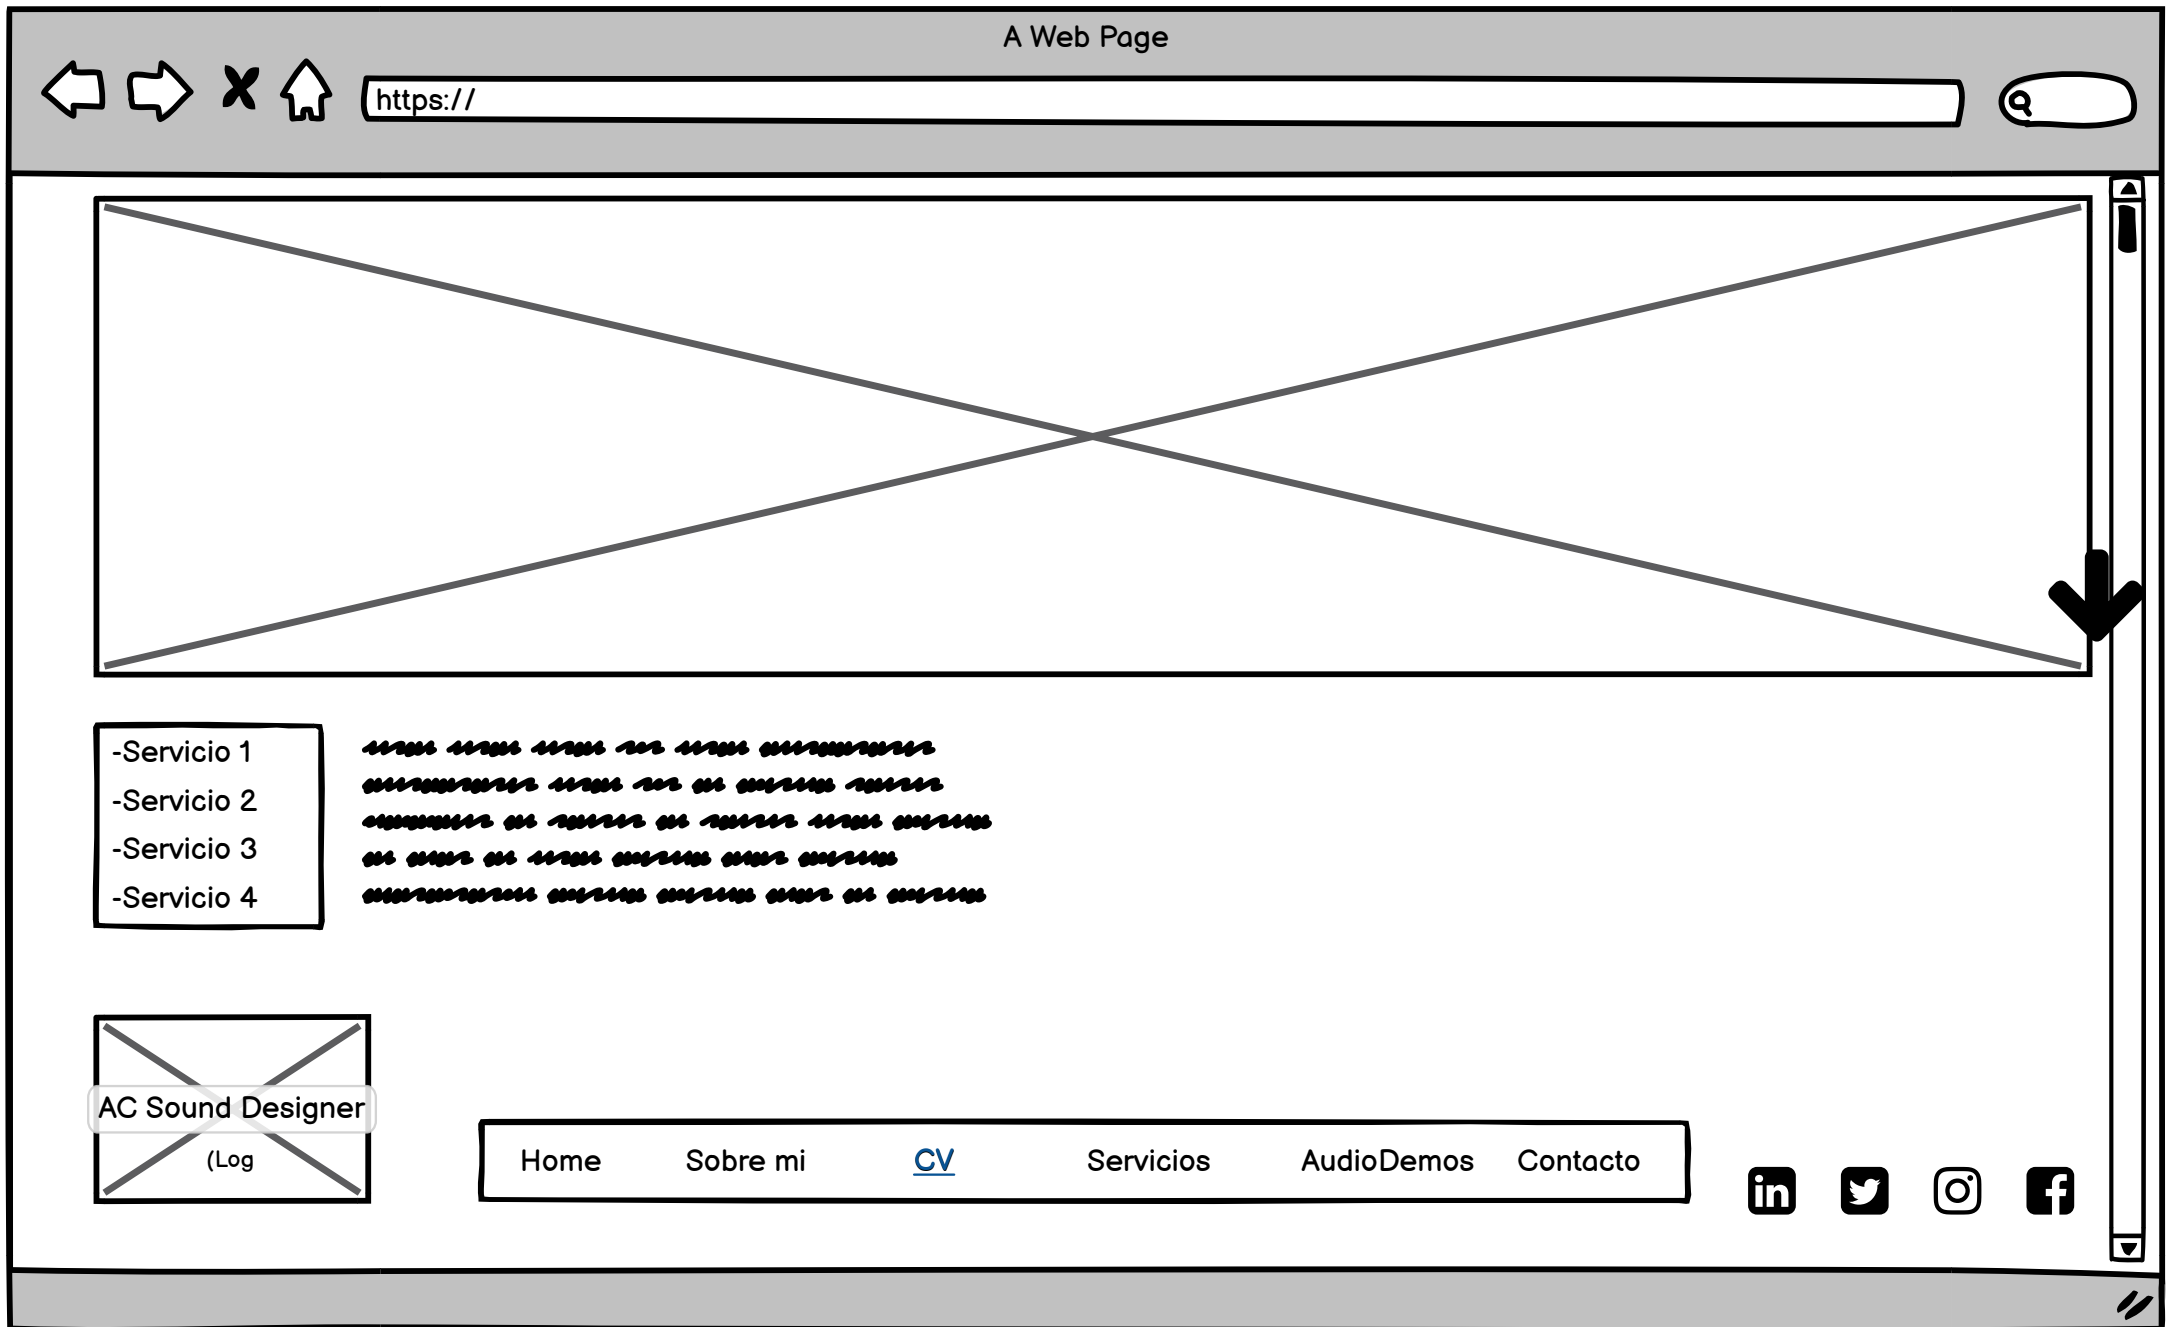 A Web Page
https://
-Servicio 1
-Servicio 2
-Servicio 3
-Servicio 4
AC Sound Designer
(Log
Home Sobre mi CV Servicios AudioDemos Contacto
in f